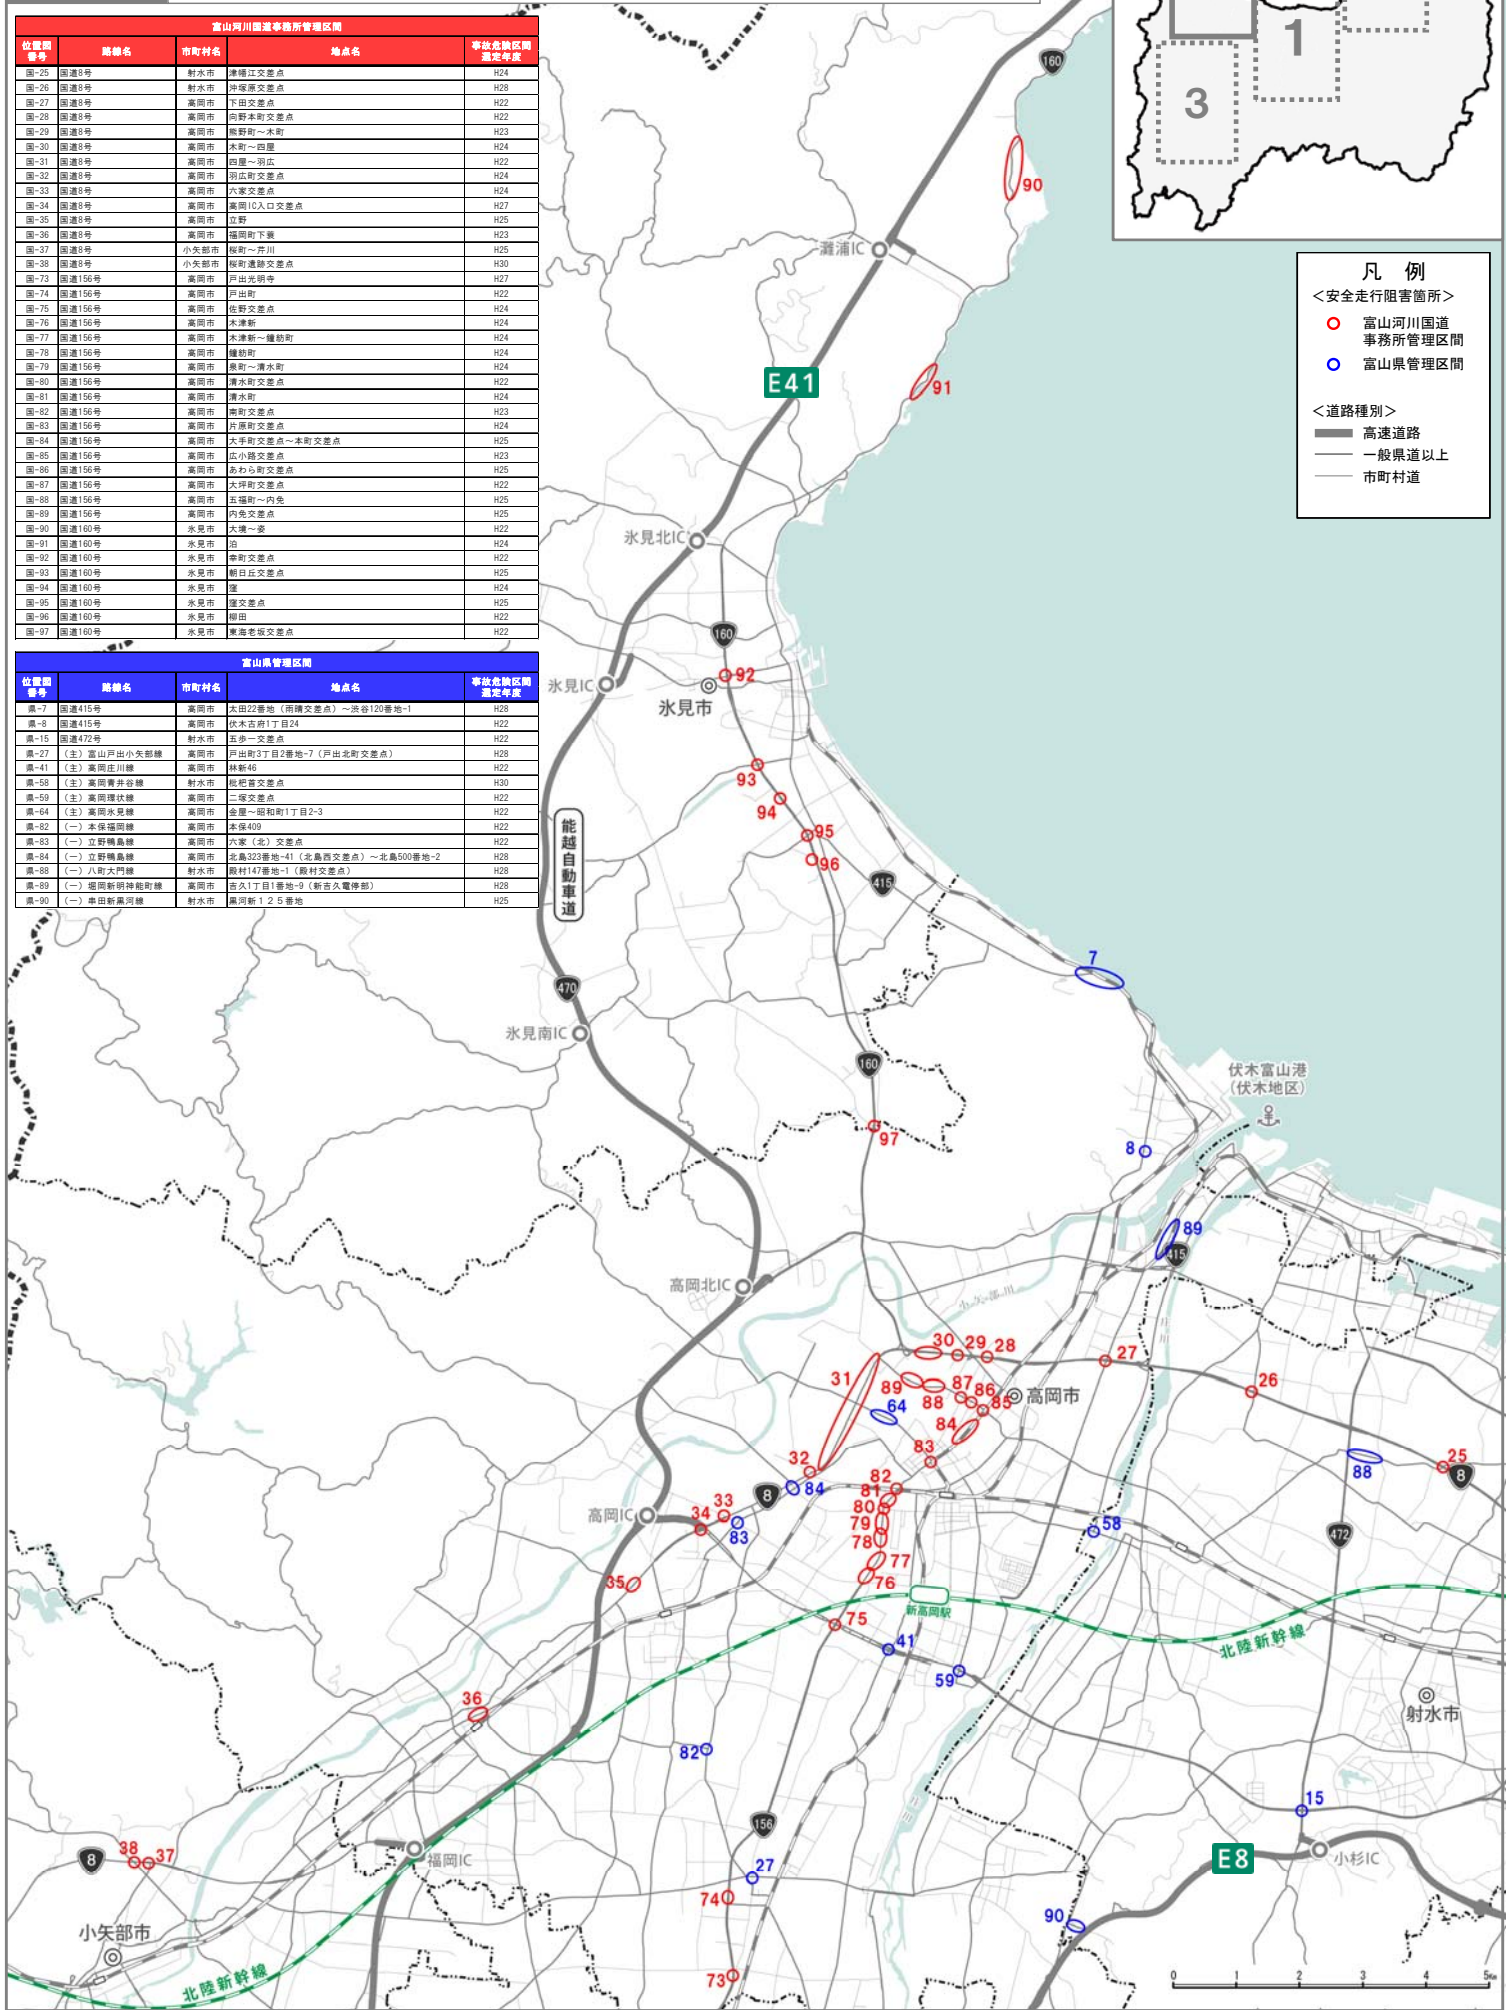 富山河川国道事務所管理区間
位置図番号 路線名 市町村名 地点名 事故危険区間選定年度
国-25 国道8号 射水市 津幡江交差点 H24
国-26 国道8号 射水市 沖塚原交差点 H28
国-27 国道8号 高岡市 下田交差点 H22
国-28 国道8号 高岡市 向野本町交差点 H22
国-29 国道8号 高岡市 熊野町～木町 H23
国-30 国道8号 高岡市 木町～四屋 H24
国-31 国道8号 高岡市 四屋～羽広 H22
国-32 国道8号 高岡市 羽広町交差点 H24
国-33 国道8号 高岡市 六家交差点 H24
国-34 国道8号 高岡市 高岡IC入口交差点 H27
国-35 国道8号 高岡市 立野 H25
国-36 国道8号 高岡市 福岡町下蓑 H23
国-37 国道8号 小矢部市 桜町～芹川 H25
国-38 国道8号 小矢部市 桜町遺跡交差点 H30
国-73 国道156号 高岡市 戸出光明寺 H27
国-74 国道156号 高岡市 戸出町 H22
国-75 国道156号 高岡市 佐野交差点 H24
国-76 国道156号 高岡市 木津新 H24
国-77 国道156号 高岡市 木津新～鐘紡町 H24
国-78 国道156号 高岡市 鐘紡町 H24
国-79 国道156号 高岡市 泉町～清水町 H24
国-80 国道156号 高岡市 清水町交差点 H22
国-81 国道156号 高岡市 清水町 H24
国-82 国道156号 高岡市 南町交差点 H23
国-83 国道156号 高岡市 片原町交差点 H24
国-84 国道156号 高岡市 大手町交差点～本町交差点 H25
国-85 国道156号 高岡市 広小路交差点 H23
国-86 国道156号 高岡市 あわら町交差点 H25
国-87 国道156号 高岡市 大坪町交差点 H22
国-88 国道156号 高岡市 五福町～内免 H25
国-89 国道156号 高岡市 内免交差点 H25
国-90 国道160号 氷見市 大境～姿 H22
国-91 国道160号 氷見市 泊 H24
国-92 国道160号 氷見市 幸町交差点 H22
国-93 国道160号 氷見市 朝日丘交差点 H25
国-94 国道160号 氷見市 窪 H24
国-95 国道160号 氷見市 窪交差点 H25
国-96 国道160号 氷見市 柳田 H22
国-97 国道160号 氷見市 東海老坂交差点 H22
富山県管理区間
位置図番号 路線名 市町村名 地点名 事故危険区間選定年度
県-7 国道415号 高岡市 太田22番地（雨晴交差点）～渋谷120番地-1 H28
県-8 国道415号 高岡市 伏木古府1丁目24 H22
県-15 国道472号 射水市 五歩一交差点 H22
県-27 （主）富山戸出小矢部線 高岡市 戸出町3丁目2番地-7（戸出北町交差点） H28
県-41 （主）高岡庄川線 高岡市 林新46 H22
県-58 （主）高岡青井谷線 射水市 枇杷首交差点 H30
県-59 （主）高岡環状線 高岡市 二塚交差点 H22
県-64 （主）高岡氷見線 高岡市 金屋～昭和町1丁目2-3 H22
県-82 （一）本保福岡線 高岡市 本保409 H22
県-83 （一）立野鴨島線 高岡市 六家（北）交差点 H22
県-84 （一）立野鴨島線 高岡市 北島323番地-41（北島西交差点）～北島500番地-2 H28
県-88 （一）八町大門線 射水市 殿村147番地-1（殿村交差点） H28
県-89 （一）堀岡新明神能町線 高岡市 吉久1丁目1番地-9（新吉久電停部） H28
県-90 （一）串田新黒河線 射水市 黒河新１２５番地 H25
1
3
凡 例
＜安全走行阻害箇所＞
富山河川国道
事務所管理区間
富山県管理区間
＜道路種別＞
高速道路
一般県道以上
市町村道
160
90
灘浦IC
E41
91
氷見北IC
160
92
氷見IC
氷見市
93
94
95
96
415
能越自動車道
7
470
氷見南IC
160
伏木富山港
（伏木地区）
97
8
89
415
高岡北IC
小矢部川
庄川
30 29 28
27
31
89
88
87
86
85
高岡市
26
64
84
83
32
84
82
81
80
79
78
77
76
88
25
8
8
33
34
83
高岡IC
58
472
35
新高岡駅
75
41
59
北陸新幹線
36
射水市
82
15
庄川
156
38
37
8
福岡IC
E8
小杉IC
27
74
90
小矢部市
73
北陸新幹線
0 1 2 3 4 5km